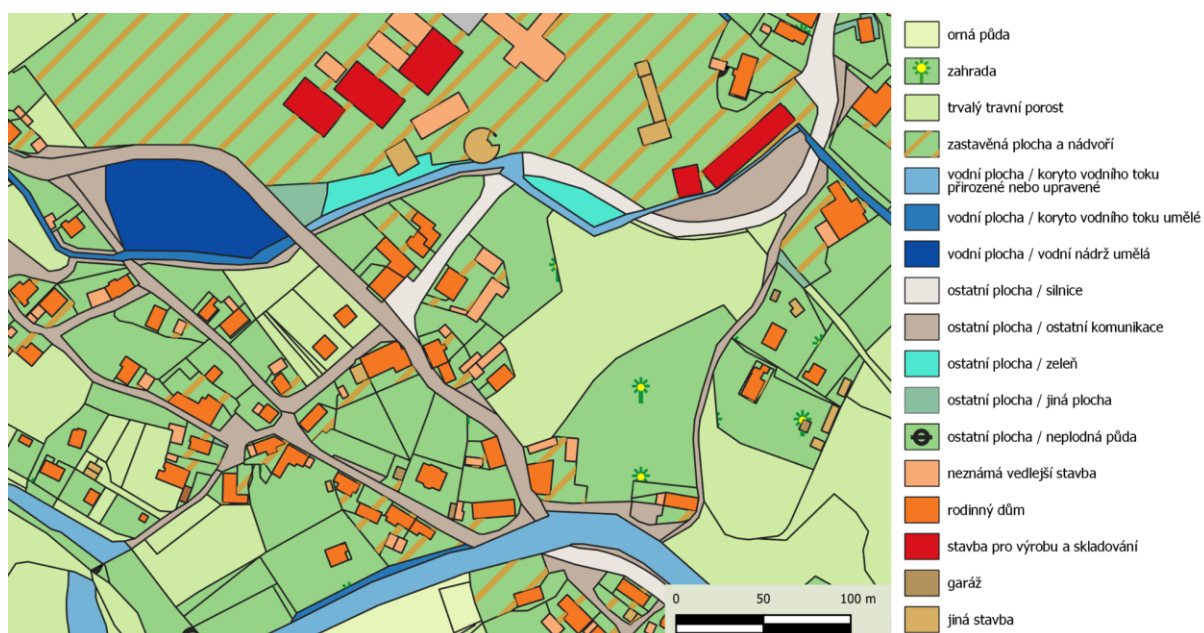 orná půda
zahrada
trvalý travní porost
zastavěná plocha a nádvoří
vodní plocha / koryto vodního toku
přirozené nebo upravené
vodní plocha / koryto vodního toku umělé
vodní plocha / vodní nádrž umělá
ostatní plocha / silnice
ostatní plocha / ostatní komunikace
ostatní plocha / zeleň
ostatní plocha / jiná plocha
ostatní plocha / neplodná půda
neznámá vedlejší stavba
rodinný dům
stavba pro výrobu a skladování
garáž
jiná stavba
0 50 100 m